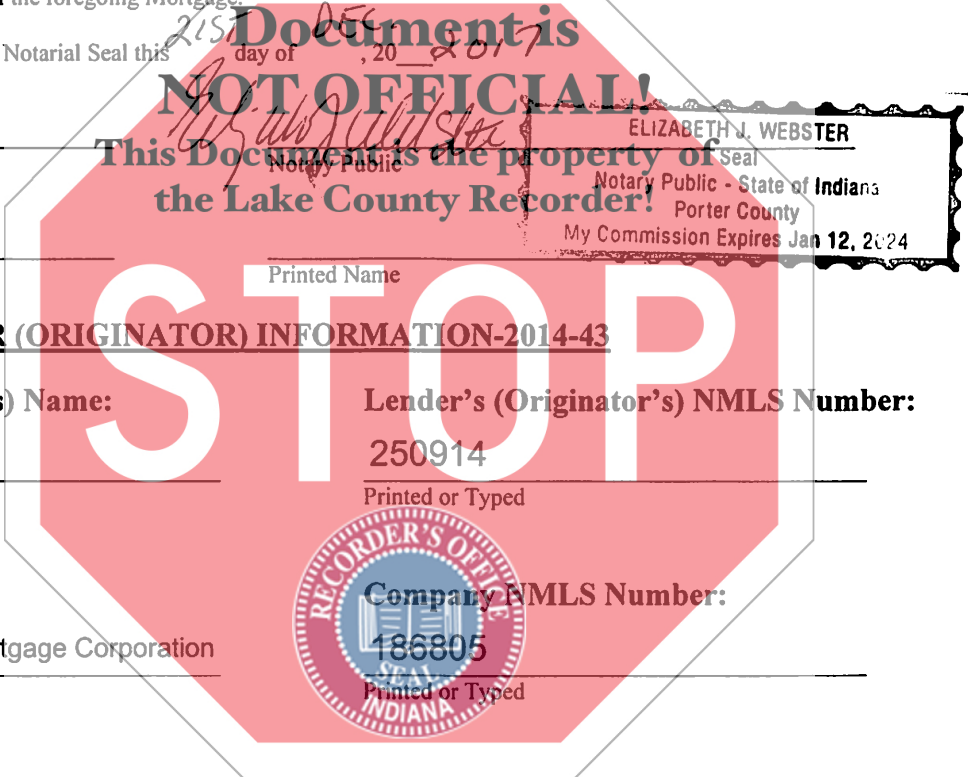 the foregoing Mortgage.
Document is
Notarial Seal this 21ST day of DEC. , 20__ 2017
NOT OFFICIAL!
ELIZABETH J. WEBSTER
This Document is the property of
Seal
Notary Public
Notary Public - State of Indiana
the Lake County Recorder!
Porter County
My Commission Expires Jan 12, 2024
Printed Name
STOP
(ORIGINATOR) INFORMATION-2014-43
) Name:
Lender's (Originator's) NMLS Number:
250914
Printed or Typed
RECORDER'S OFFICE
Company NMLS Number:
tgage Corporation
186805
SEAL
Printed or Typed
INDIANA